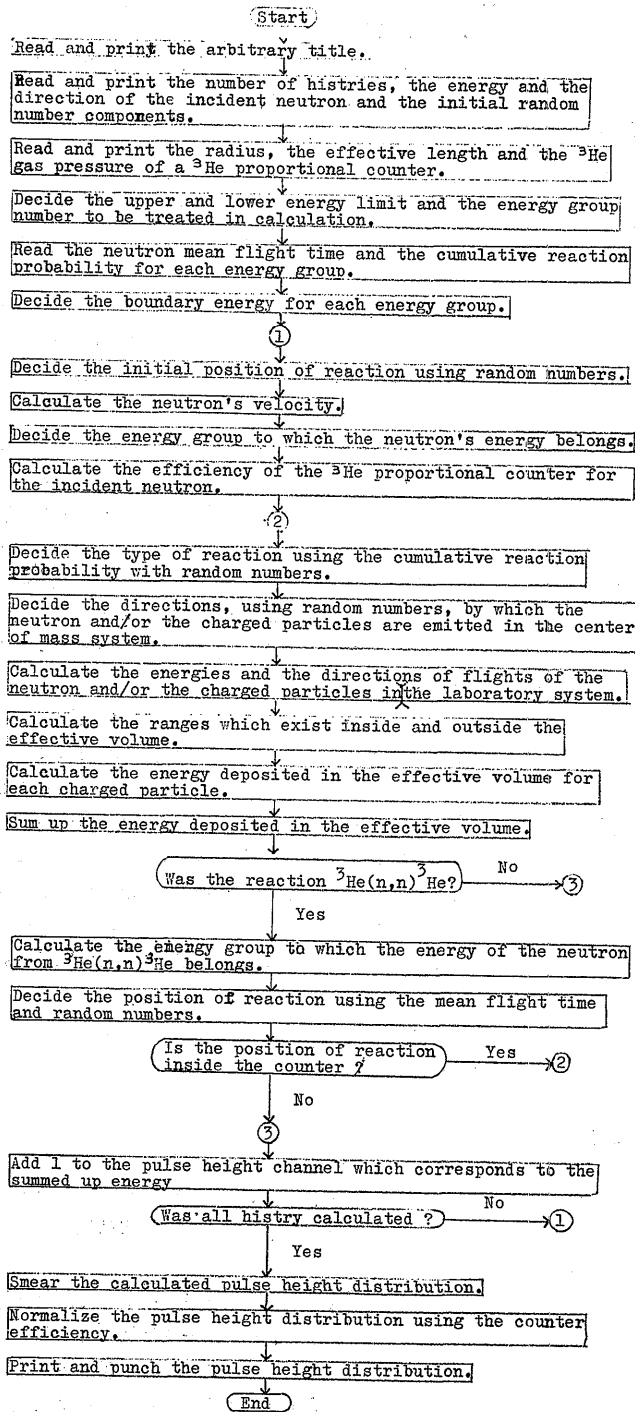 Start
Read and print the arbitrary title.
Read and print the number of histries, the energy and the
direction of the incident neutron and the initial random
number components.
Read and print the radius, the effective length and the ³He
gas pressure of a ³He proportional counter.
Decide the upper and lower energy limit and the energy group
number to be treated in calculation.
Read the neutron mean flight time and the cumulative reaction
probability for each energy group.
Decide the boundary energy for each energy group.
1
Decide the initial position of reaction using random numbers.
Calculate the neutron's velocity.
Decide the energy group to which the neutron's energy belongs.
Calculate the efficiency of the ³He proportional counter for
the incident neutron.
2
Decide the type of reaction using the cumulative reaction
probability with random numbers.
Decide the directions, using random numbers, by which the
neutron and/or the charged particles are emitted in the center
of mass system.
Calculate the energies and the directions of flights of the
neutron and/or the charged particles in the laboratory system.
Calculate the ranges which exist inside and outside the
effective volume.
Calculate the energy deposited in the effective volume for
each charged particle.
Sum up the energy deposited in the effective volume.
Was the reaction ³He(n,n)³He? No 3
Yes
Calculate the energy group to which the energy of the neutron
from ³He(n,n)³He belongs.
Decide the position of reaction using the mean flight time
and random numbers.
Is the position of reaction
inside the counter ? Yes 2
No
3
Add 1 to the pulse height channel which corresponds to the
summed up energy
Was all histry calculated ? No 1
Yes
Smear the calculated pulse height distribution.
Normalize the pulse height distribution using the counter
efficiency.
Print and punch the pulse height distribution.
End